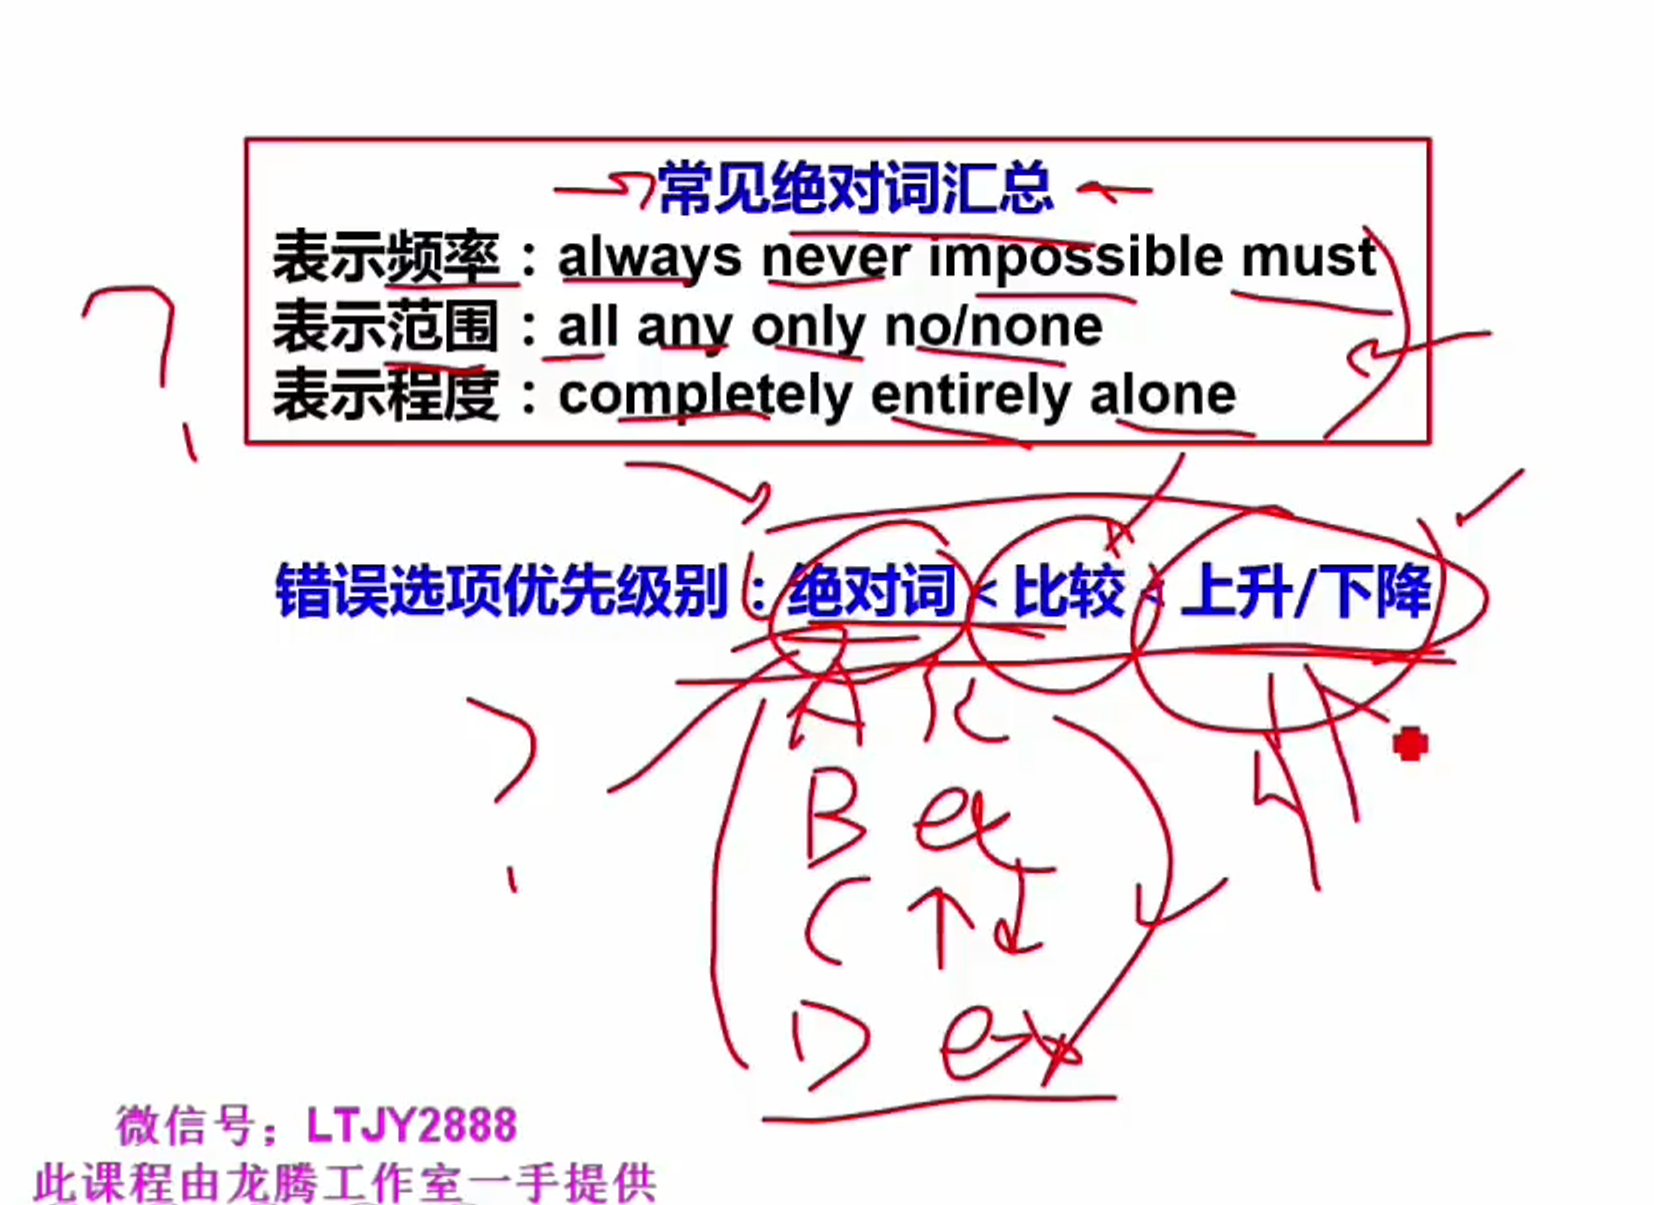 常见绝对词汇总
表示频率：always never impossible must
表示范围：all any only no/none
表示程度：completely entirely alone
错误选项优先级别：绝对词 < 比较 < 上升/下降
A
B er
C ↑ ↓
D er
微信号；LTJY2888
此课程由龙腾工作室一手提供